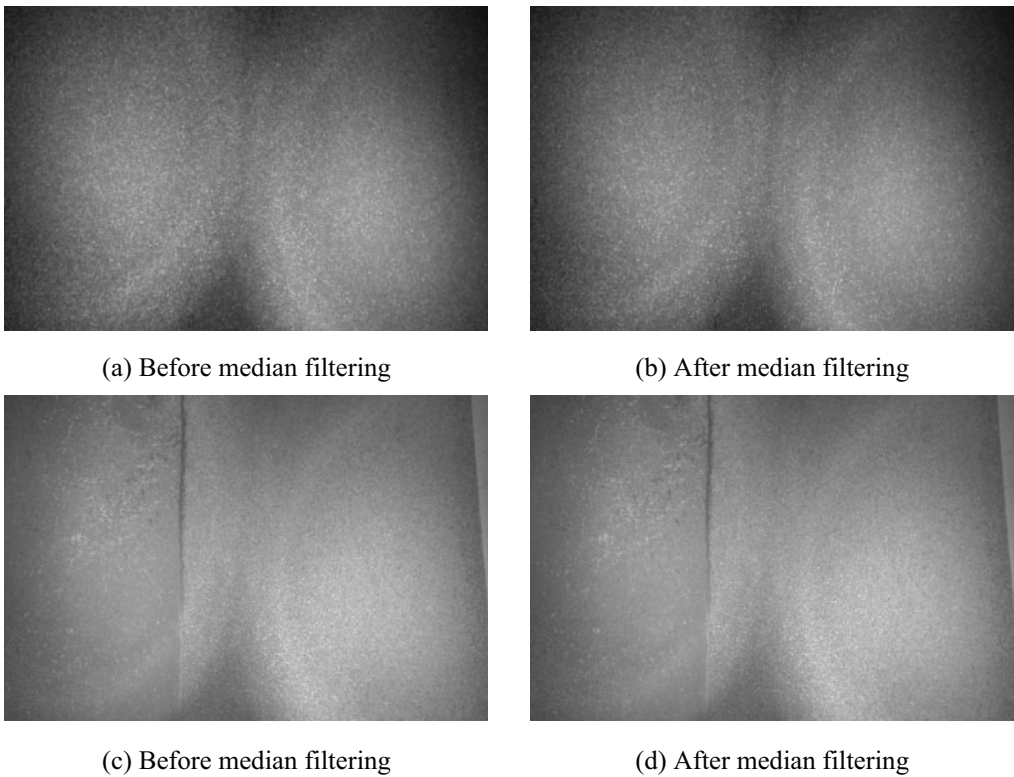 (a) Before median filtering
(b) After median filtering
(c) Before median filtering
(d) After median filtering